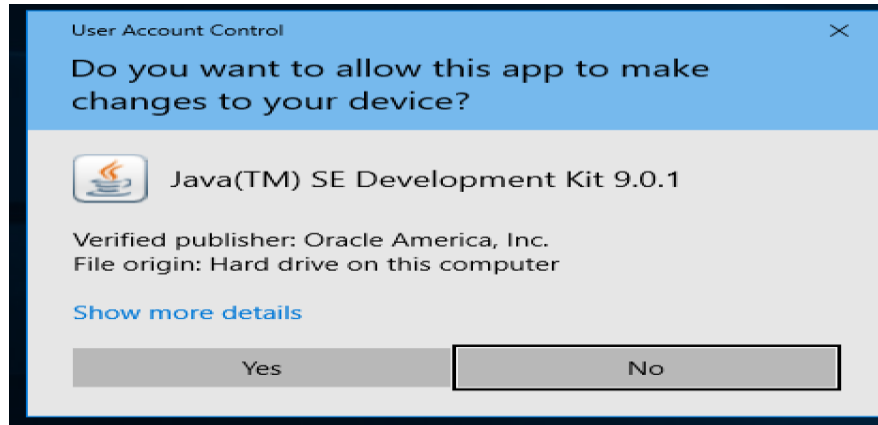 User Account Control
Do you want to allow this app to make
changes to your device?
Java(TM) SE Development Kit 9.0.1
Verified publisher: Oracle America, Inc.
File origin: Hard drive on this computer
Show more details
Yes
No